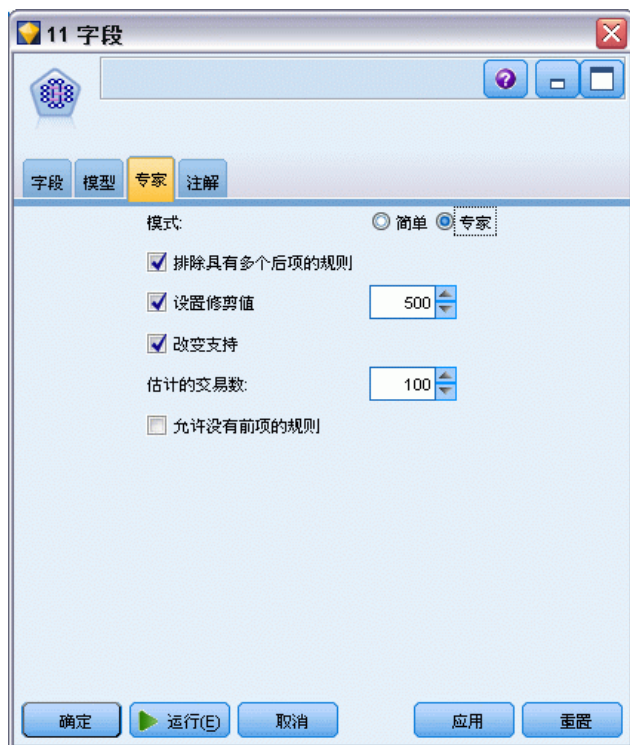 11 字段
字段 模型 专家 注解
模式: 简单 专家
排除具有多个后项的规则
设置修剪值 500
改变支持
估计的交易数: 100
允许没有前项的规则
确定 运行(E) 取消 应用 重置